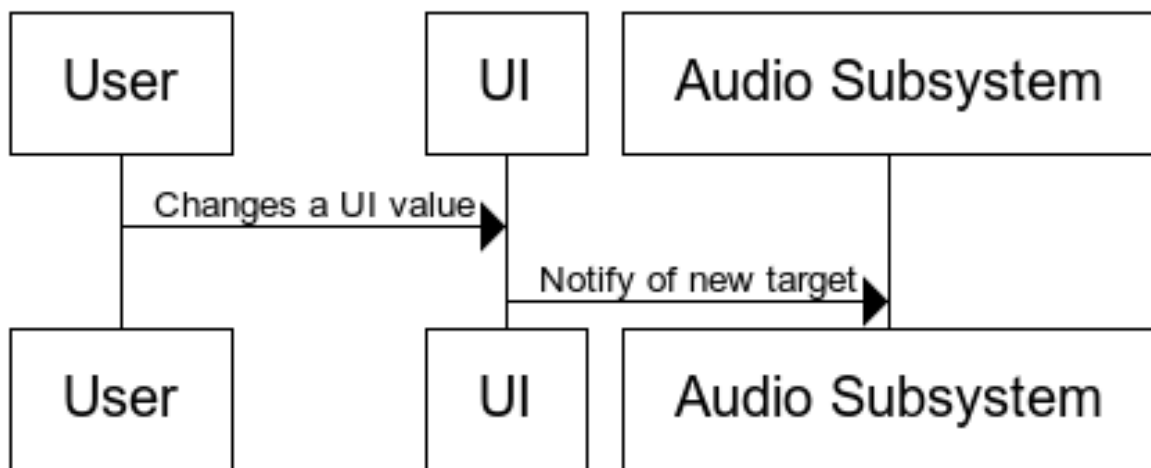 User
UI
Audio Subsystem
Changes a UI value
Notify of new target
User
UI
Audio Subsystem